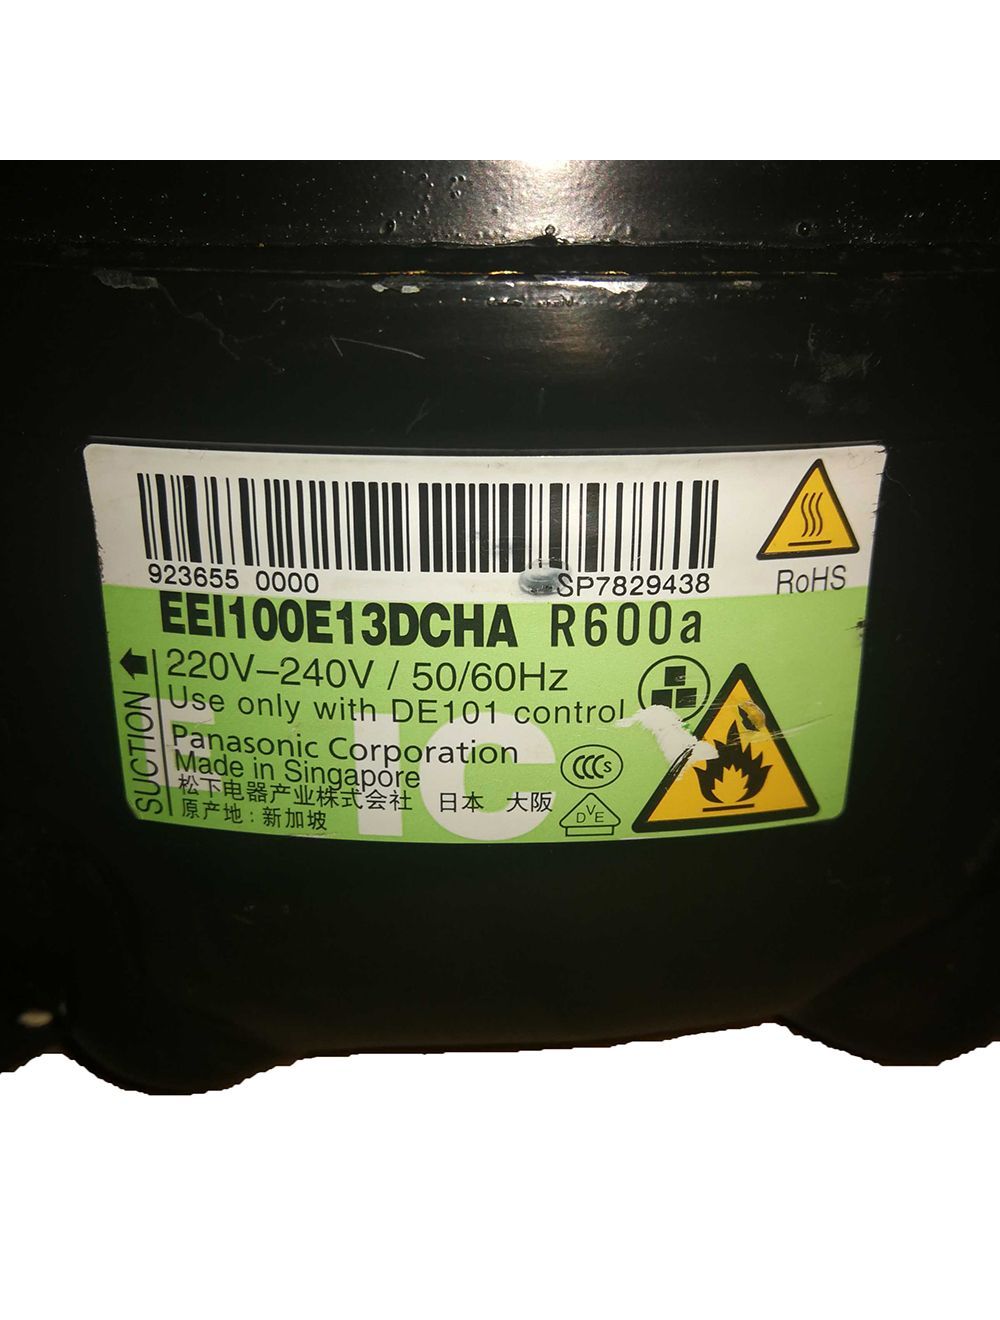 923655 0000 SP7829438
RoHS
EEI100E13DCHA R600a
220V–240V / 50/60Hz
Use only with DE101 control
Panasonic Corporation
Made in Singapore
松下电器产业株式会社 日本 大阪
原产地：新加坡
SUCTION
CCC S
DVE